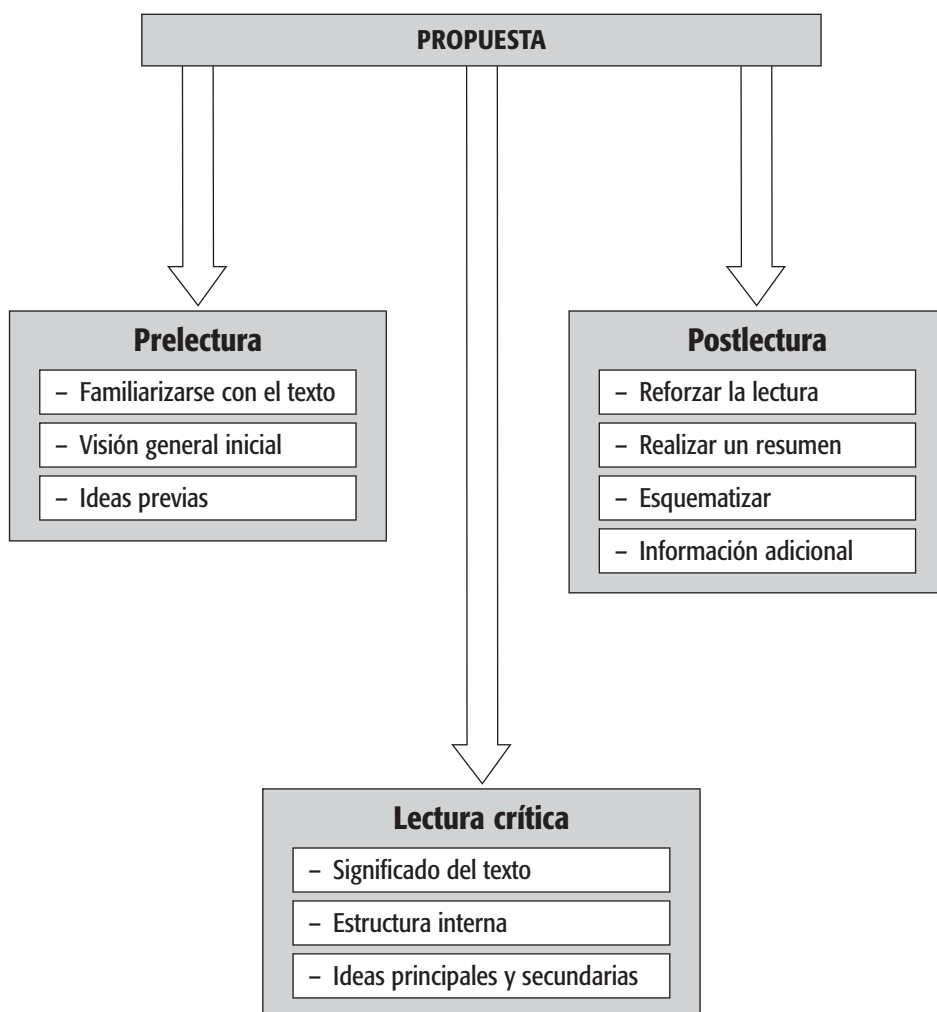 PROPUESTA
Prelectura
– Familiarizarse con el texto
– Visión general inicial
– Ideas previas
Postlectura
– Reforzar la lectura
– Realizar un resumen
– Esquematizar
– Información adicional
Lectura crítica
– Significado del texto
– Estructura interna
– Ideas principales y secundarias